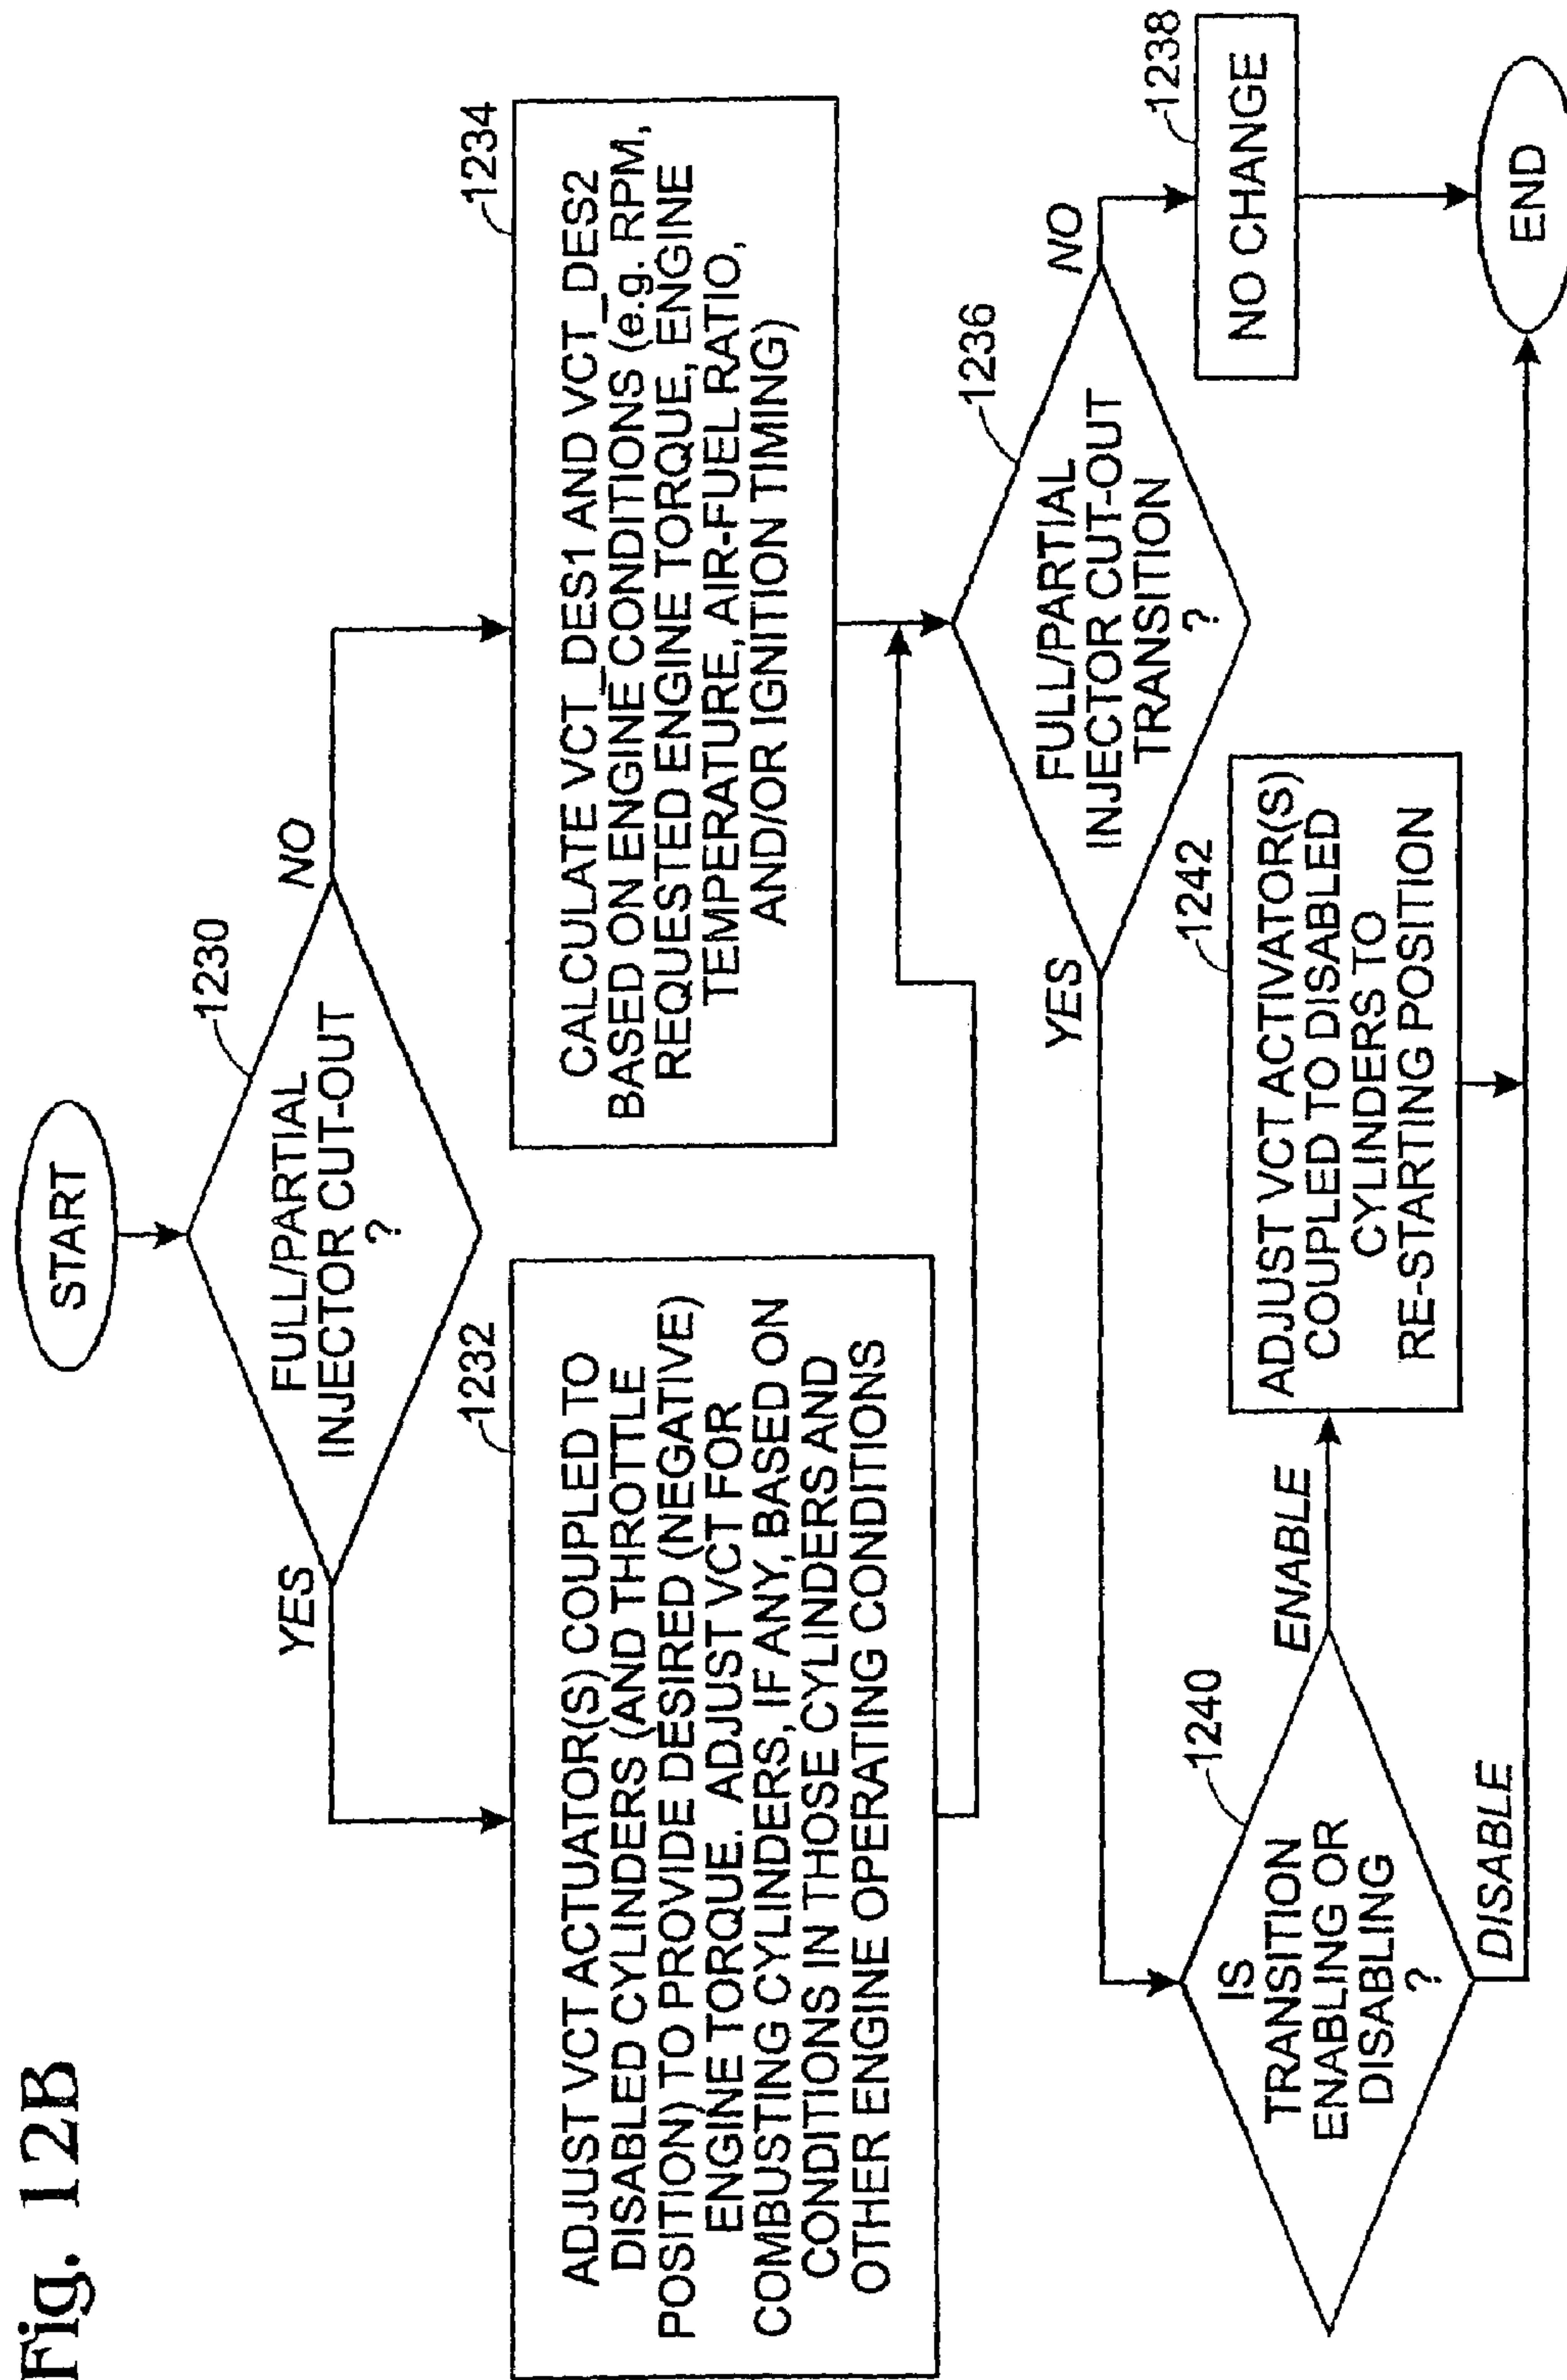 Fig. 12B
START
1230
FULL/PARTIAL
INJECTOR CUT-OUT
?
YES
NO
1232
ADJUST VCT ACTUATOR(S) COUPLED TO
DISABLED CYLINDERS (AND THROTTLE
POSITION) TO PROVIDE DESIRED (NEGATIVE)
ENGINE TORQUE. ADJUST VCT FOR
COMBUSTING CYLINDERS, IF ANY, BASED ON
CONDITIONS IN THOSE CYLINDERS AND
OTHER ENGINE OPERATING CONDITIONS
1234
CALCULATE VCT_DES1 AND VCT_DES2
BASED ON ENGINE CONDITIONS (e.g. RPM,
REQUESTED ENGINE TORQUE, ENGINE
TEMPERATURE, AIR-FUEL RATIO,
AND/OR IGNITION TIMING)
1236
FULL/PARTIAL
INJECTOR CUT-OUT
TRANSITION
?
YES
NO
1238
NO CHANGE
1240
IS
TRANSITION
ENABLING OR
DISABLING
?
ENABLE
DISABLE
1242
ADJUST VCT ACTIVATOR(S)
COUPLED TO DISABLED
CYLINDERS TO
RE-STARTING POSITION
END